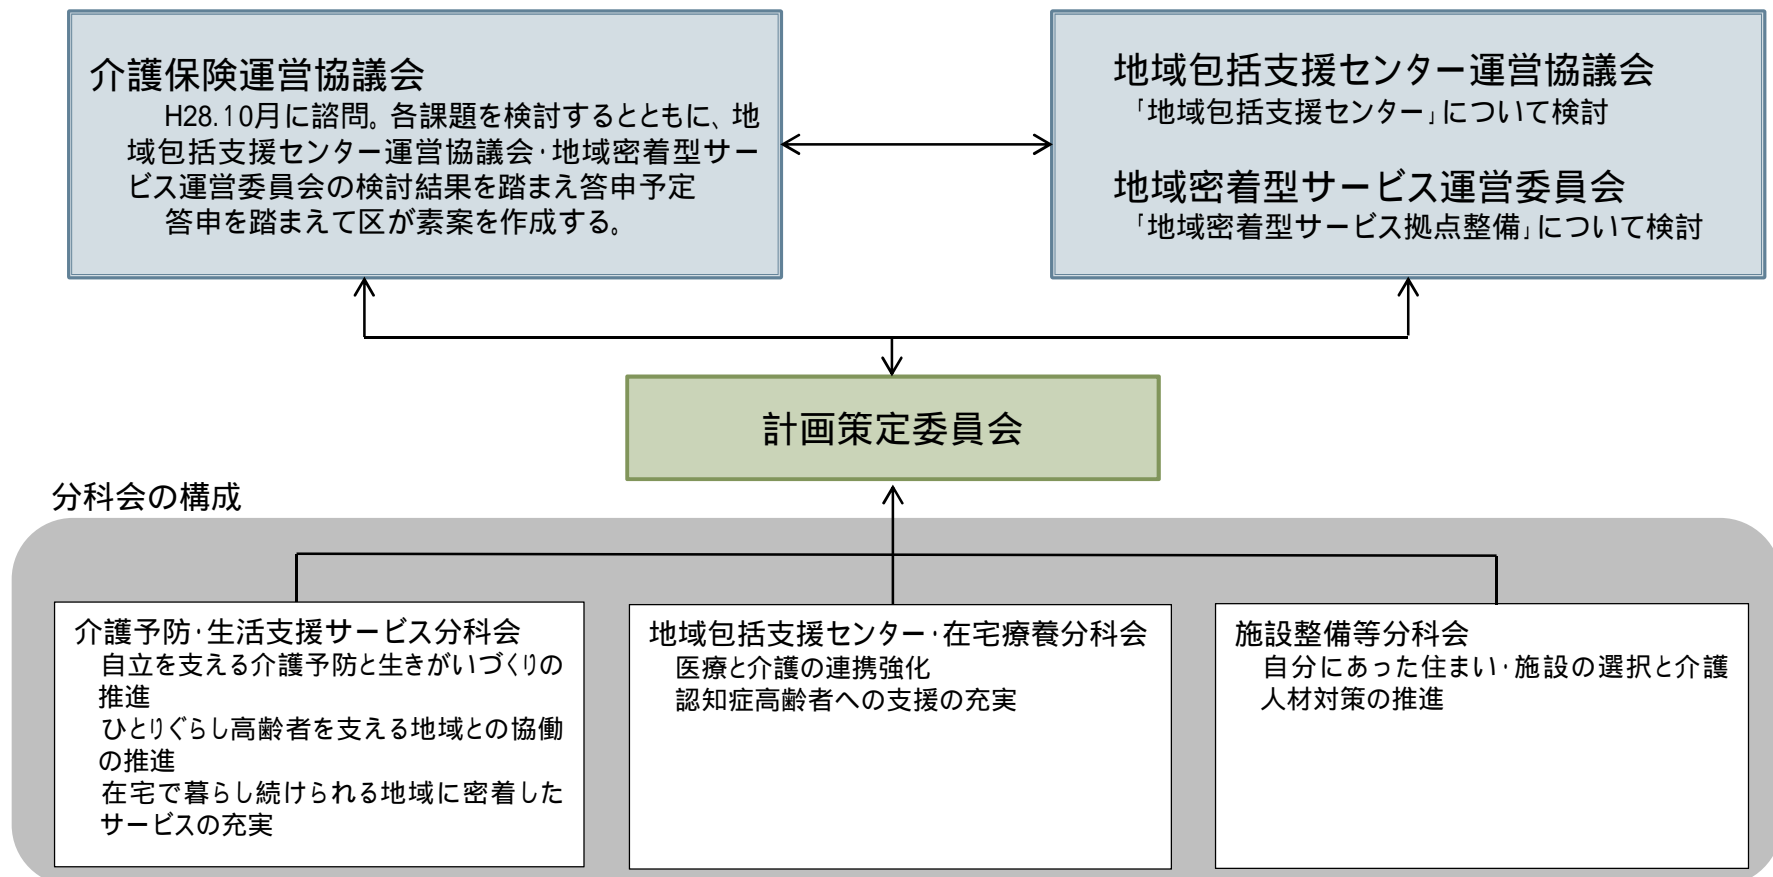 介護保険運営協議会
H28.10月に諮問。各課題を検討するとともに、地
域包括支援センター運営協議会・地域密着型サー
ビス運営委員会の検討結果を踏まえ答申予定
答申を踏まえて区が素案を作成する。
地域包括支援センター運営協議会
「地域包括支援センター」について検討
地域密着型サービス運営委員会
「地域密着型サービス拠点整備」について検討
計画策定委員会
分科会の構成
介護予防・生活支援サービス分科会
自立を支える介護予防と生きがいづくりの
推進
ひとりぐらし高齢者を支える地域との協働
の推進
在宅で暮らし続けられる地域に密着した
サービスの充実
地域包括支援センター・在宅療養分科会
医療と介護の連携強化
認知症高齢者への支援の充実
施設整備等分科会
自分にあった住まい・施設の選択と介護
人材対策の推進